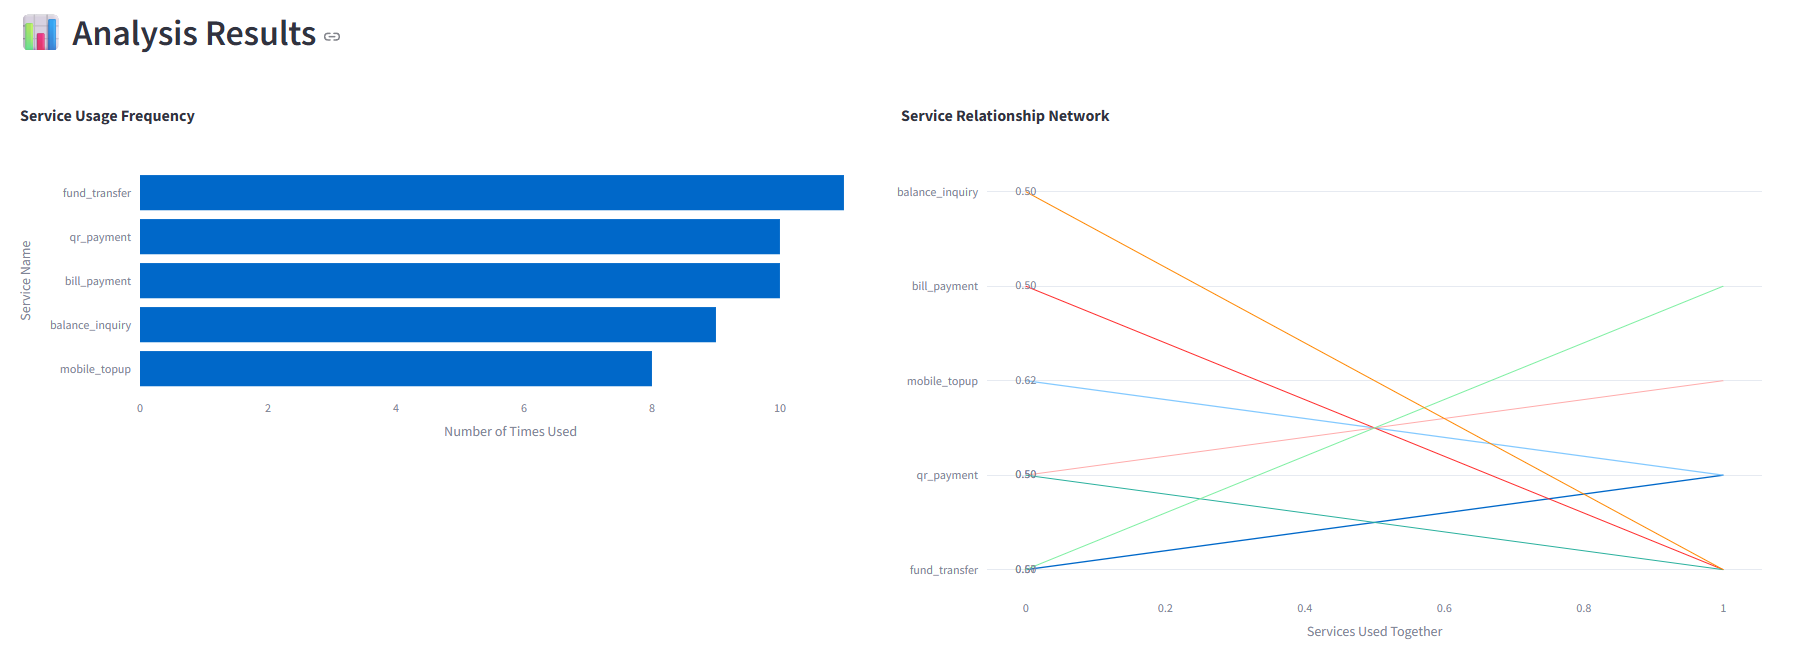 Analysis Results
Service Usage Frequency
Service Name
fund_transfer
qr_payment
bill_payment
balance_inquiry
mobile_topup
0 2 4 6 8 10
Number of Times Used
Service Relationship Network
balance_inquiry 0.50
bill_payment 0.50
mobile_topup 0.62
qr_payment 0.50
fund_transfer
0 0.2 0.4 0.6 0.8 1
Services Used Together